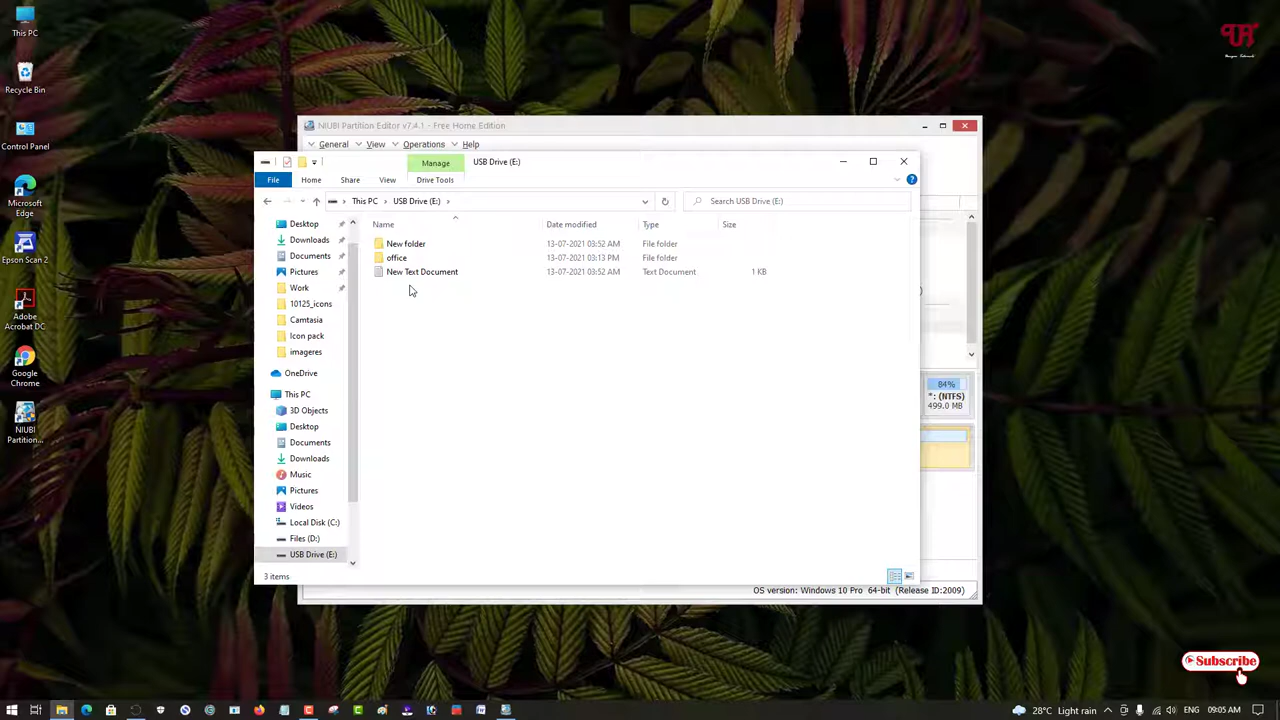 This PC
Recycle Bin
Control Panel
Microsoft
Edge
Epson Scan 2
Adobe
Acrobat DC
Google
Chrome
NIUBI
Partition...
NIUBI Partition Editor v7.4.1 - Free Home Edition
General View Operations Help
Manage USB Drive (E:)
File Home Share View Drive Tools
This PC USB Drive (E:) Search USB Drive (E:)
Name Date modified Type Size
New folder 13-07-2021 03:52 AM File folder
office 13-07-2021 03:13 PM File folder
New Text Document 13-07-2021 03:52 AM Text Document 1 KB
Desktop
Downloads
Documents
Pictures
Work
10125_icons
Camtasia
Icon pack
imageres
OneDrive
This PC
3D Objects
Desktop
Documents
Downloads
Music
Pictures
Videos
Local Disk (C:)
Files (D:)
USB Drive (E:)
3 items
84%
*: (NTFS)
499.0 MB
OS version: Windows 10 Pro 64-bit (Release ID:2009)
Subscribe
28°C Light rain ENG 09:05 AM